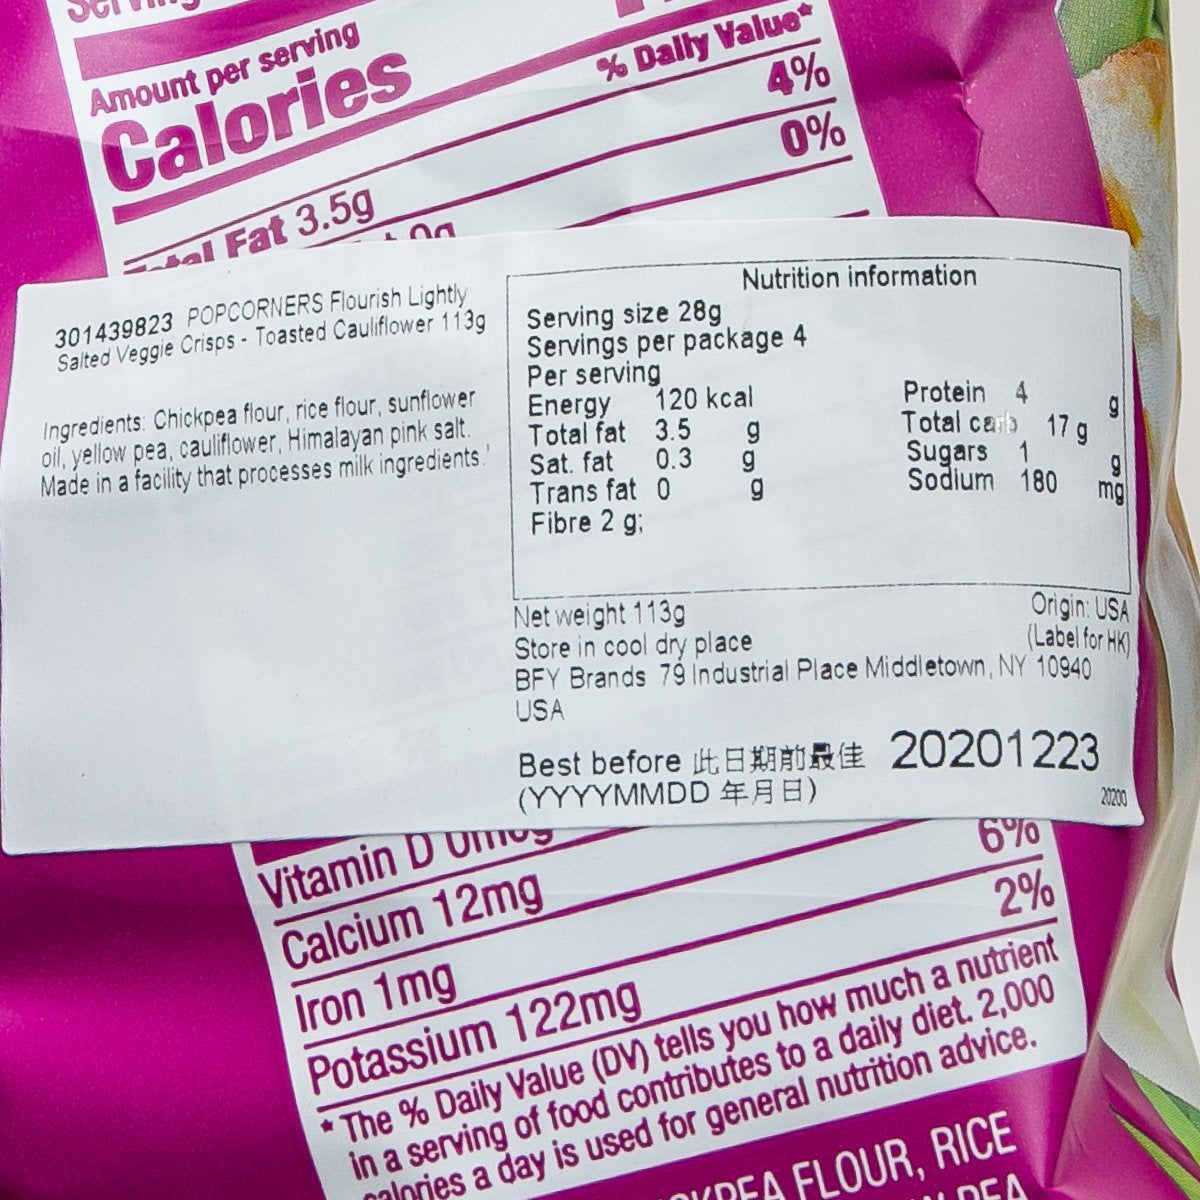 Amount per serving
Calories
% Daily Value*
4%
Total Fat 3.5g
0%
301439823 POPCORNERS Flourish Lightly
Salted Veggie Crisps - Toasted Cauliflower 113g
Ingredients: Chickpea flour, rice flour, sunflower
oil, yellow pea, cauliflower, Himalayan pink salt.
Made in a facility that processes milk ingredients.
Nutrition information
Serving size 28g
Servings per package 4
Per serving
Energy 120 kcal Protein 4 g
Total fat 3.5 g Total carb 17 g
Sat. fat 0.3 g Sugars 1 g
Trans fat 0 g Sodium 180 mg
Fibre 2 g;
Net weight 113g Origin: USA
Store in cool dry place (Label for HK)
BFY Brands 79 Industrial Place Middletown, NY 10940
USA
Best before 此日期前最佳 20201223
(YYYYMMDD 年月日) 20200
Vitamin D 0mcg
Calcium 12mg
Iron 1mg 6%
Potassium 122mg 2%
* The % Daily Value (DV) tells you how much a nutrient
in a serving of food contributes to a daily diet. 2,000
calories a day is used for general nutrition advice.
FLOUR, RICE